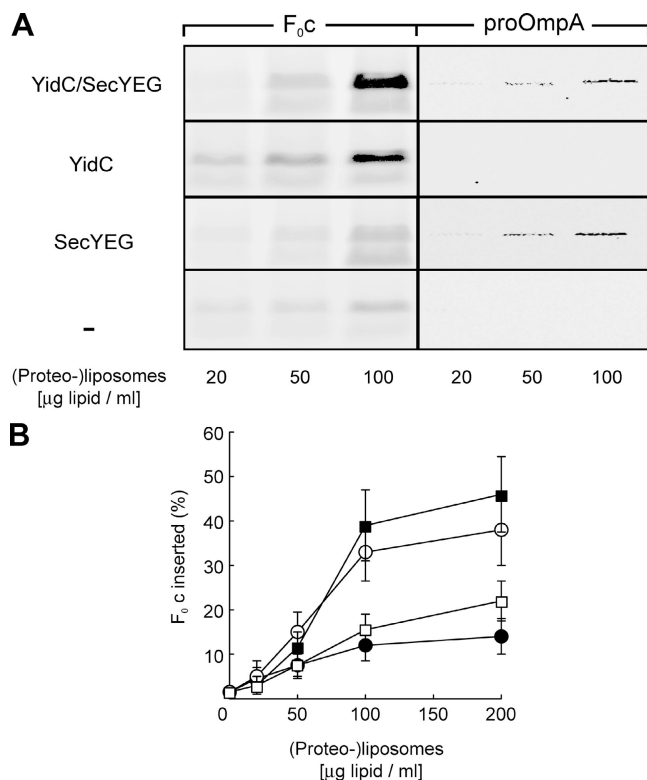 A
F₀c proOmpA
YidC/SecYEG
YidC
SecYEG
–
(Proteo-)liposomes 20 50 100 20 50 100
[µg lipid / ml]
B
60
50
40
30
20
10
F₀ c inserted (%)
0 50 100 150 200
(Proteo-)liposomes
[µg lipid / ml]